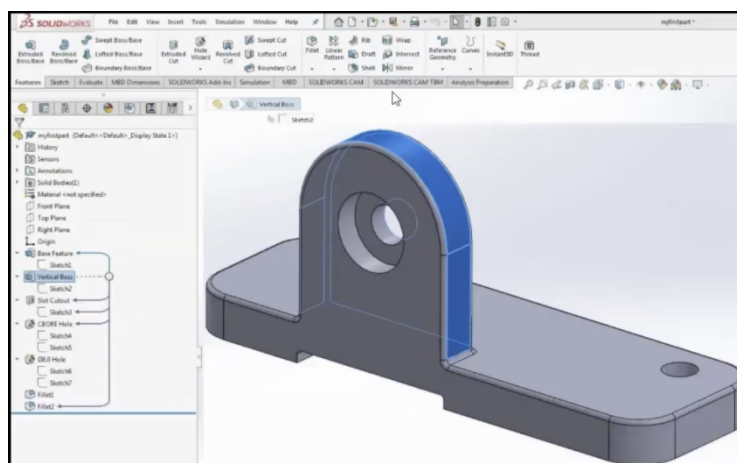 SOLIDWORKS File Edit View Insert Tools Simulation Window Help myfirstpart *
Extruded Boss/Base
Revolved Boss/Base
Swept Boss/Base
Lofted Boss/Base
Boundary Boss/Base
Extruded Cut
Hole Wizard
Revolved Cut
Swept Cut
Lofted Cut
Boundary Cut
Fillet
Linear Pattern
Rib
Draft
Shell
Wrap
Intersect
Mirror
Reference Geometry
Curves
Instant3D
Thread
Features Sketch Evaluate MBD Dimensions SOLIDWORKS Add-Ins Simulation MBD SOLIDWORKS CAM SOLIDWORKS CAM TBM Analysis Preparation
Vertical Boss
Sketch2
myfirstpart (Default<<Default>_Display State 1>)
History
Sensors
Annotations
Solid Bodies(1)
Material <not specified>
Front Plane
Top Plane
Right Plane
Origin
Base Feature
Sketch1
Vertical Boss
Sketch2
Slot Cutout
Sketch3
CBORE Hole
Sketch4
Sketch5
Ø8.0 Hole
Sketch6
Sketch7
Fillet1
Fillet2